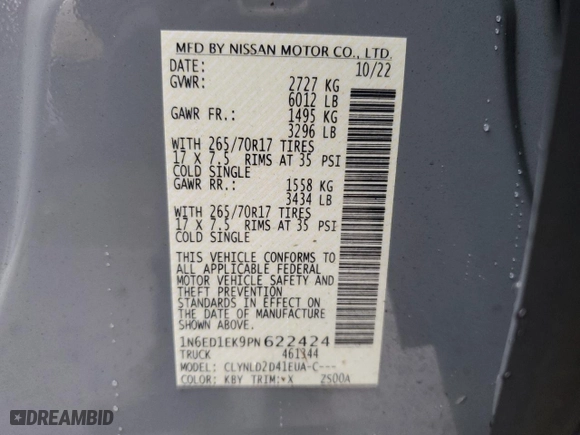 MFD BY NISSAN MOTOR CO., LTD.
DATE: 10/22
GVWR: 2727 KG
6012 LB
GAWR FR.: 1495 KG
3296 LB
WITH 265/70R17 TIRES
17 X 7.5 RIMS AT 35 PSI
COLD SINGLE
GAWR RR.: 1558 KG
3434 LB
WITH 265/70R17 TIRES
17 X 7.5 RIMS AT 35 PSI
COLD SINGLE
THIS VEHICLE CONFORMS TO
ALL APPLICABLE FEDERAL
MOTOR VEHICLE SAFETY AND
THEFT PREVENTION
STANDARDS IN EFFECT ON
THE DATE OF MANUFACTURE
SHOWN ABOVE
1N6ED1EK9PN622424
TRUCK 461344
MODEL: CLYNLD2D41EUA-C---
COLOR: KBY TRIM: X 2S00A
DREAMBID